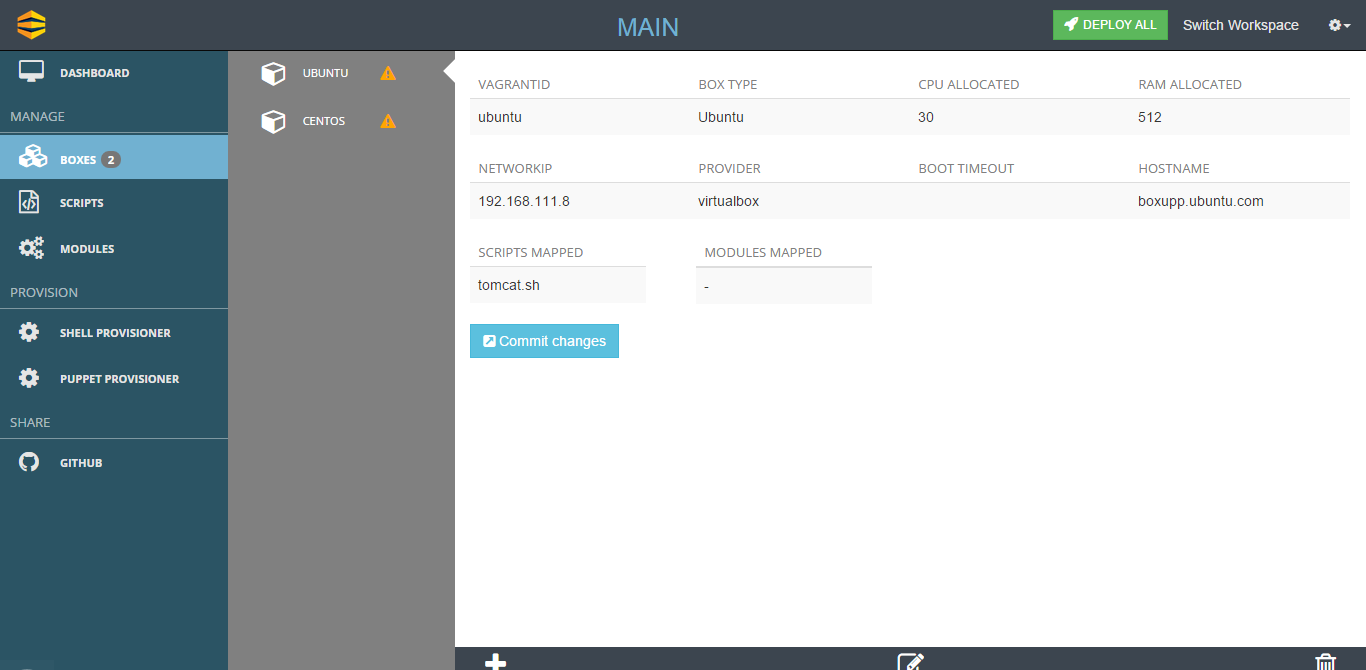 MAIN
DEPLOY ALL
Switch Workspace
DASHBOARD
MANAGE
BOXES 2
SCRIPTS
MODULES
PROVISION
SHELL PROVISIONER
PUPPET PROVISIONER
SHARE
GITHUB
UBUNTU
CENTOS
VAGRANTID BOX TYPE CPU ALLOCATED RAM ALLOCATED
ubuntu Ubuntu 30 512
NETWORKIP PROVIDER BOOT TIMEOUT HOSTNAME
192.168.111.8 virtualbox boxupp.ubuntu.com
SCRIPTS MAPPED MODULES MAPPED
tomcat.sh -
Commit changes